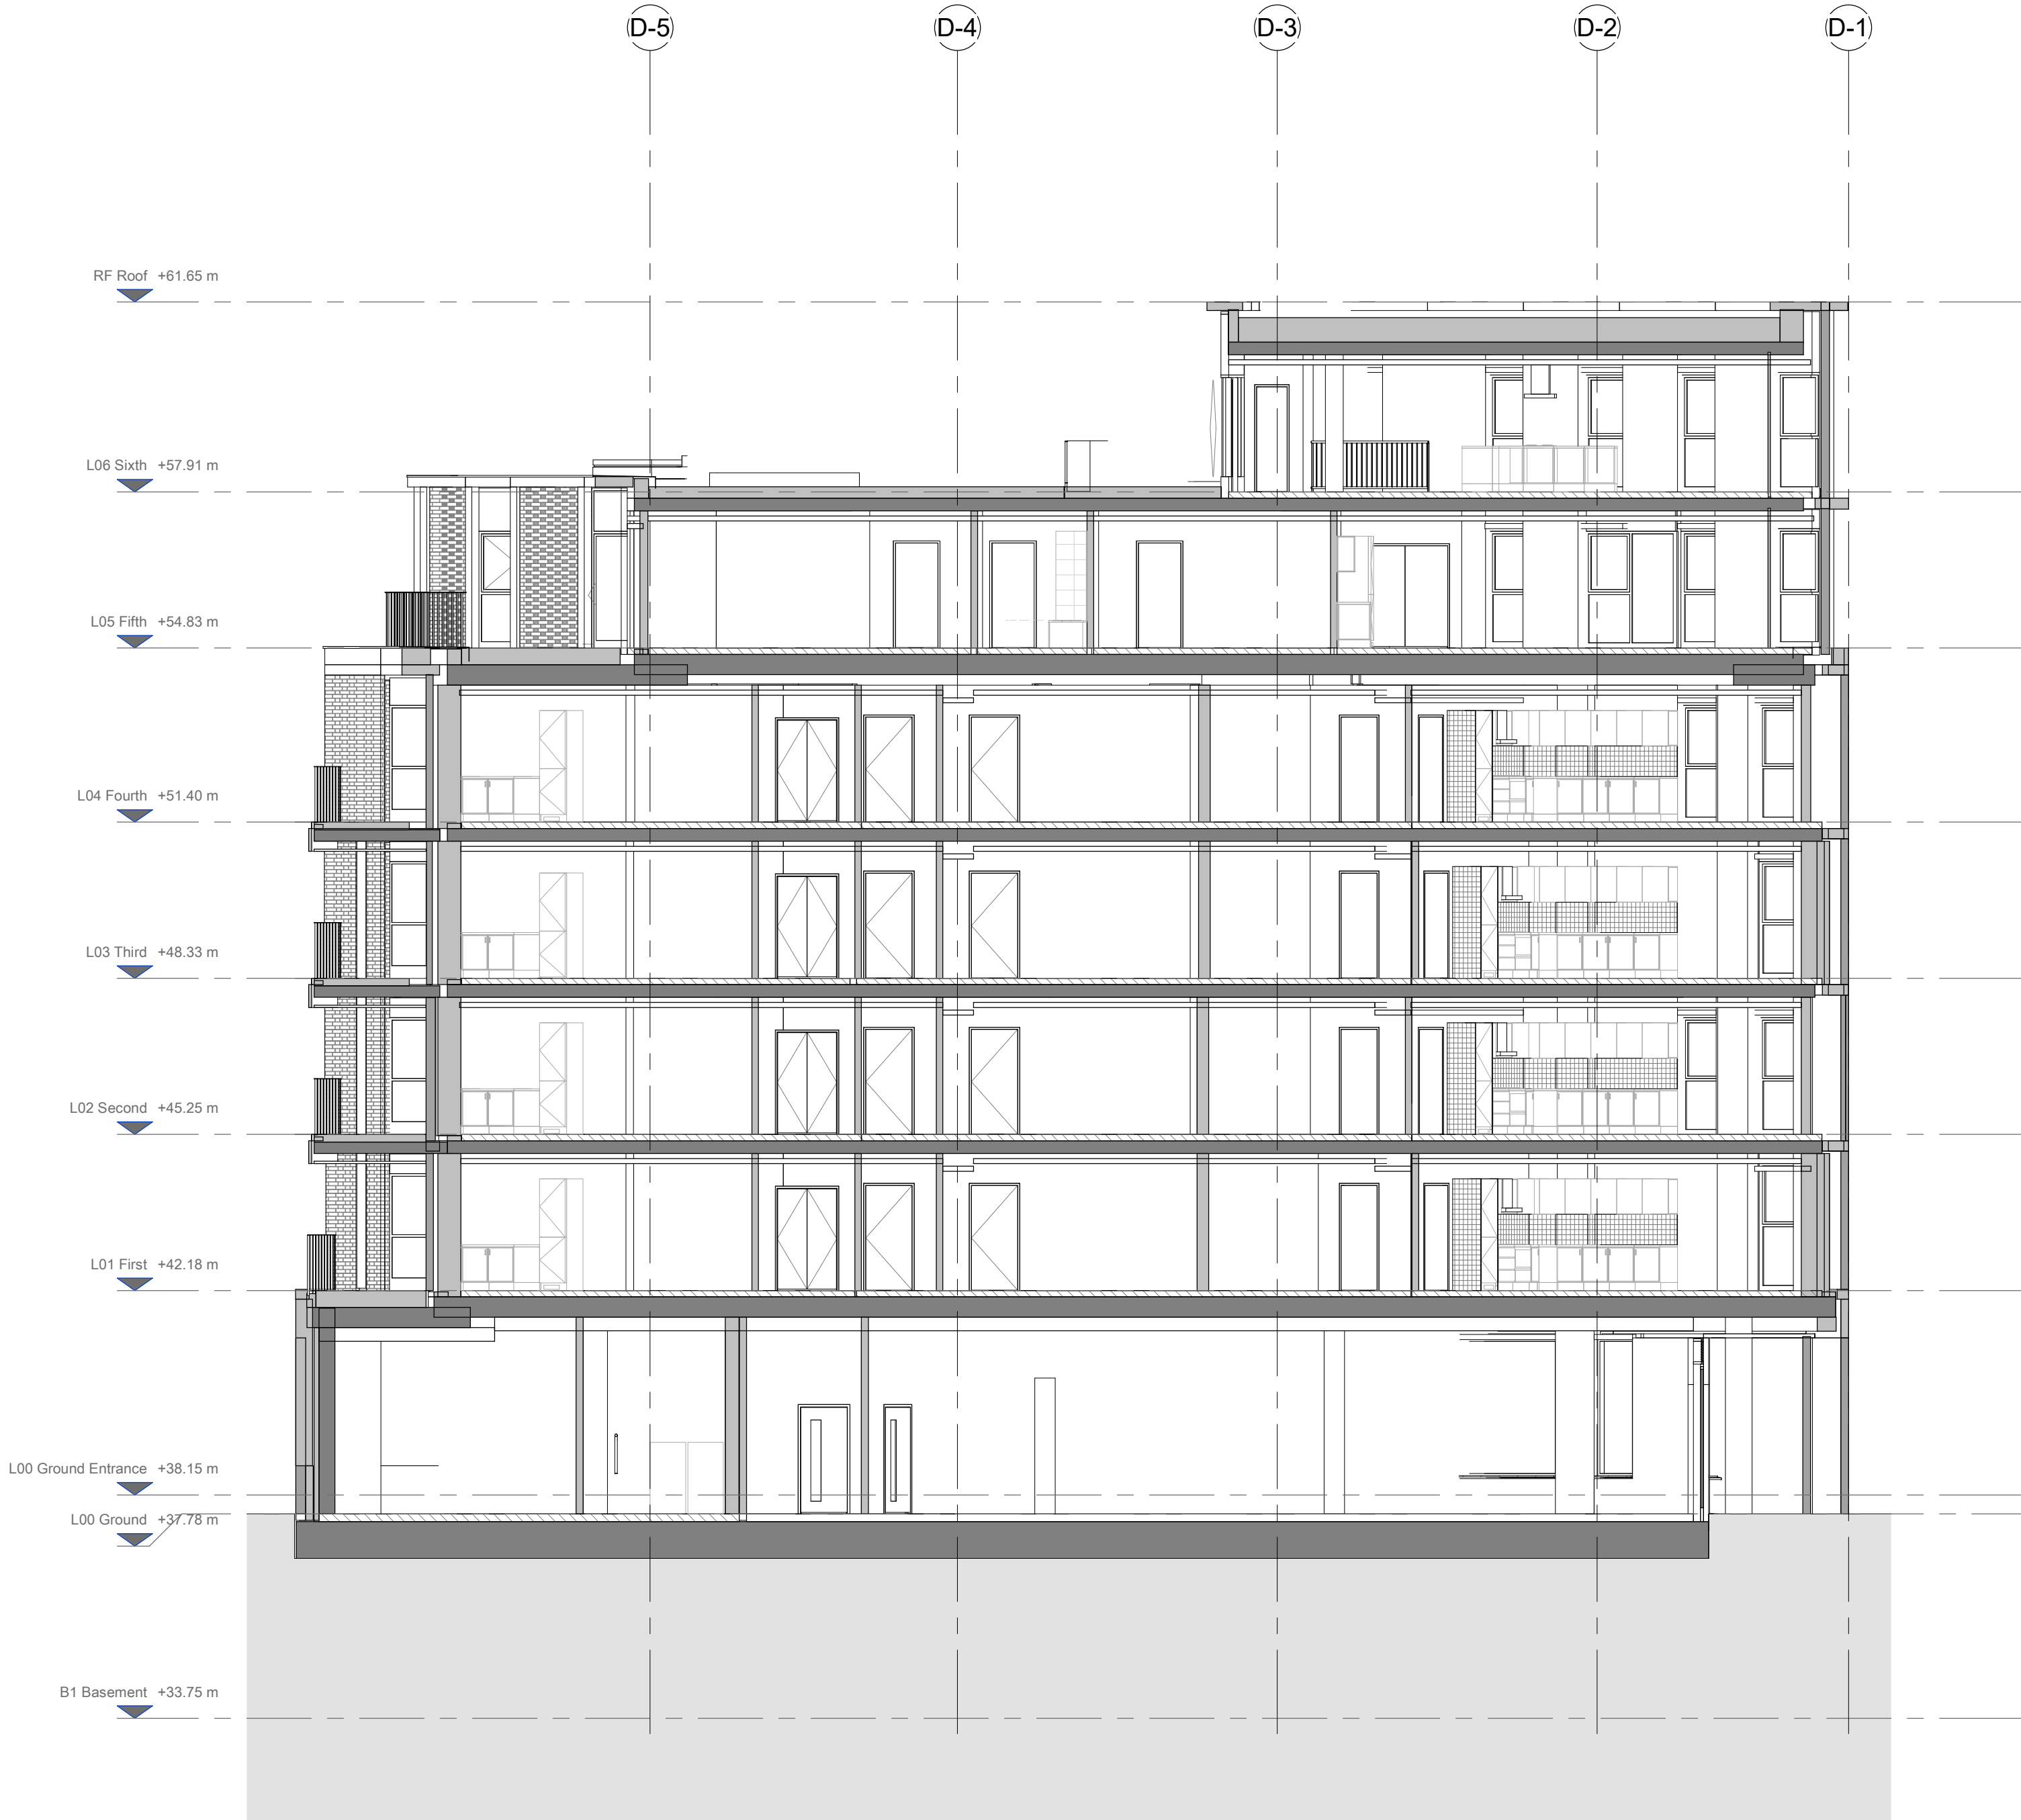 D-5 D-4 D-3 D-2 D-1
RF Roof +61.65 m
L06 Sixth +57.91 m
L05 Fifth +54.83 m
L04 Fourth +51.40 m
L03 Third +48.33 m
L02 Second +45.25 m
L01 First +42.18 m
L00 Ground Entrance +38.15 m
L00 Ground +37.78 m
B1 Basement +33.75 m